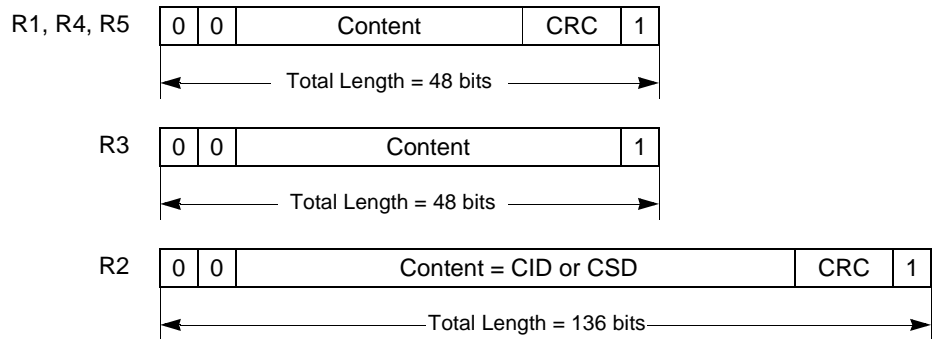 R1, R4, R5 0 0 Content CRC 1
Total Length = 48 bits
R3 0 0 Content 1
Total Length = 48 bits
R2 0 0 Content = CID or CSD CRC 1
Total Length = 136 bits